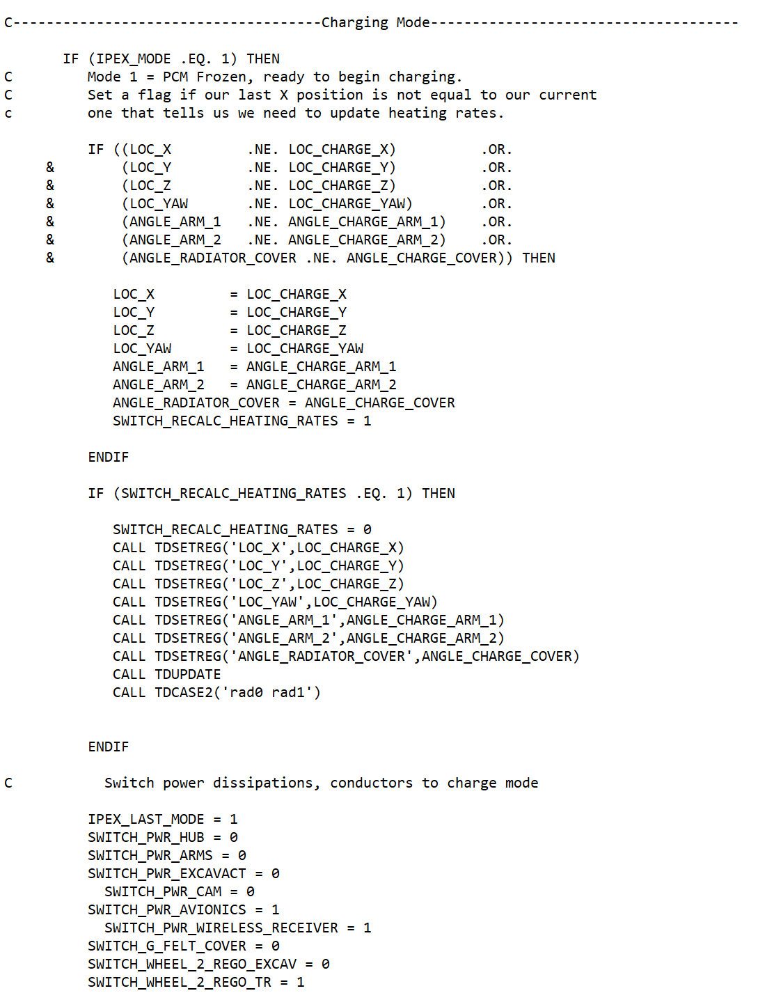 C-------------------------------------Charging Mode-------------------------------------
       IF (IPEX_MODE .EQ. 1) THEN
C         Mode 1 = PCM Frozen, ready to begin charging.
C         Set a flag if our last X position is not equal to our current
c         one that tells us we need to update heating rates.
          IF ((LOC_X         .NE. LOC_CHARGE_X)          .OR.
     &        (LOC_Y         .NE. LOC_CHARGE_Y)          .OR.
     &        (LOC_Z         .NE. LOC_CHARGE_Z)          .OR.
     &        (LOC_YAW       .NE. LOC_CHARGE_YAW)        .OR.
     &        (ANGLE_ARM_1   .NE. ANGLE_CHARGE_ARM_1)    .OR.
     &        (ANGLE_ARM_2   .NE. ANGLE_CHARGE_ARM_2)    .OR.
     &        (ANGLE_RADIATOR_COVER .NE. ANGLE_CHARGE_COVER)) THEN
             LOC_X         = LOC_CHARGE_X
             LOC_Y         = LOC_CHARGE_Y
             LOC_Z         = LOC_CHARGE_Z
             LOC_YAW       = LOC_CHARGE_YAW
             ANGLE_ARM_1   = ANGLE_CHARGE_ARM_1
             ANGLE_ARM_2   = ANGLE_CHARGE_ARM_2
             ANGLE_RADIATOR_COVER = ANGLE_CHARGE_COVER
             SWITCH_RECALC_HEATING_RATES = 1
          ENDIF
          IF (SWITCH_RECALC_HEATING_RATES .EQ. 1) THEN
             SWITCH_RECALC_HEATING_RATES = 0
             CALL TDSETREG('LOC_X',LOC_CHARGE_X)
             CALL TDSETREG('LOC_Y',LOC_CHARGE_Y)
             CALL TDSETREG('LOC_Z',LOC_CHARGE_Z)
             CALL TDSETREG('LOC_YAW',LOC_CHARGE_YAW)
             CALL TDSETREG('ANGLE_ARM_1',ANGLE_CHARGE_ARM_1)
             CALL TDSETREG('ANGLE_ARM_2',ANGLE_CHARGE_ARM_2)
             CALL TDSETREG('ANGLE_RADIATOR_COVER',ANGLE_CHARGE_COVER)
             CALL TDUPDATE
             CALL TDCASE2('rad0 rad1')
          ENDIF
C           Switch power dissipations, conductors to charge mode
          IPEX_LAST_MODE = 1
          SWITCH_PWR_HUB = 0
          SWITCH_PWR_ARMS = 0
          SWITCH_PWR_EXCAVACT = 0
            SWITCH_PWR_CAM = 0
          SWITCH_PWR_AVIONICS = 1
            SWITCH_PWR_WIRELESS_RECEIVER = 1
          SWITCH_G_FELT_COVER = 0
          SWITCH_WHEEL_2_REGO_EXCAV = 0
          SWITCH_WHEEL_2_REGO_TR = 1